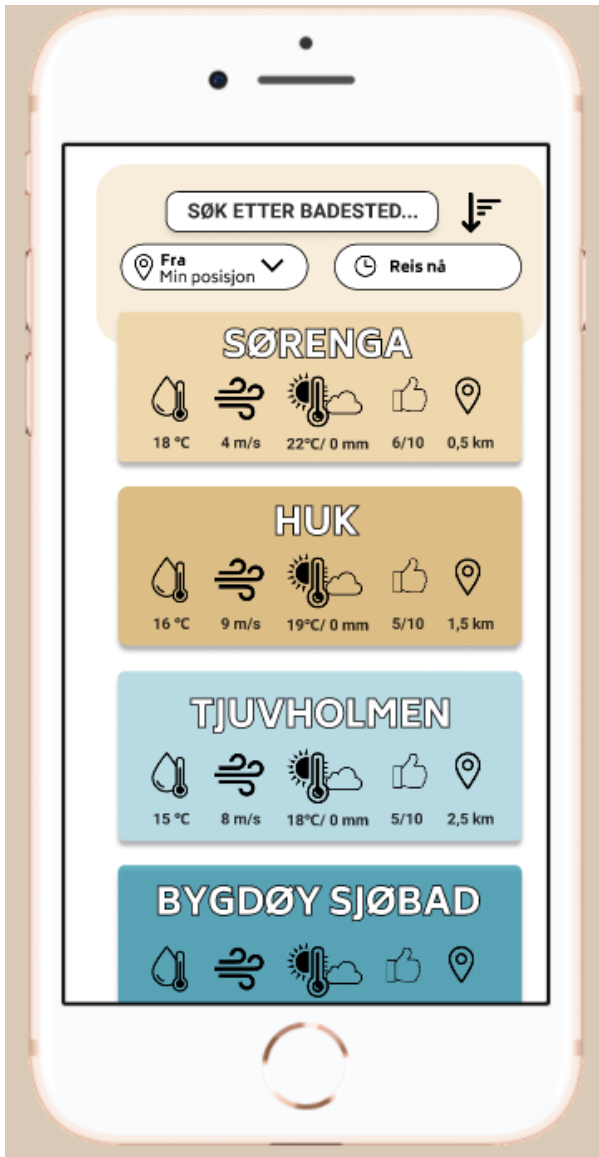 SØK ETTER BADESTED...
Fra
Min posisjon
Reis nå
SØRENGA
18 °C 4 m/s 22°C/ 0 mm 6/10 0,5 km
HUK
16 °C 9 m/s 19°C/ 0 mm 5/10 1,5 km
TJUVHOLMEN
15 °C 8 m/s 18°C/ 0 mm 5/10 2,5 km
BYGDØY SJØBAD